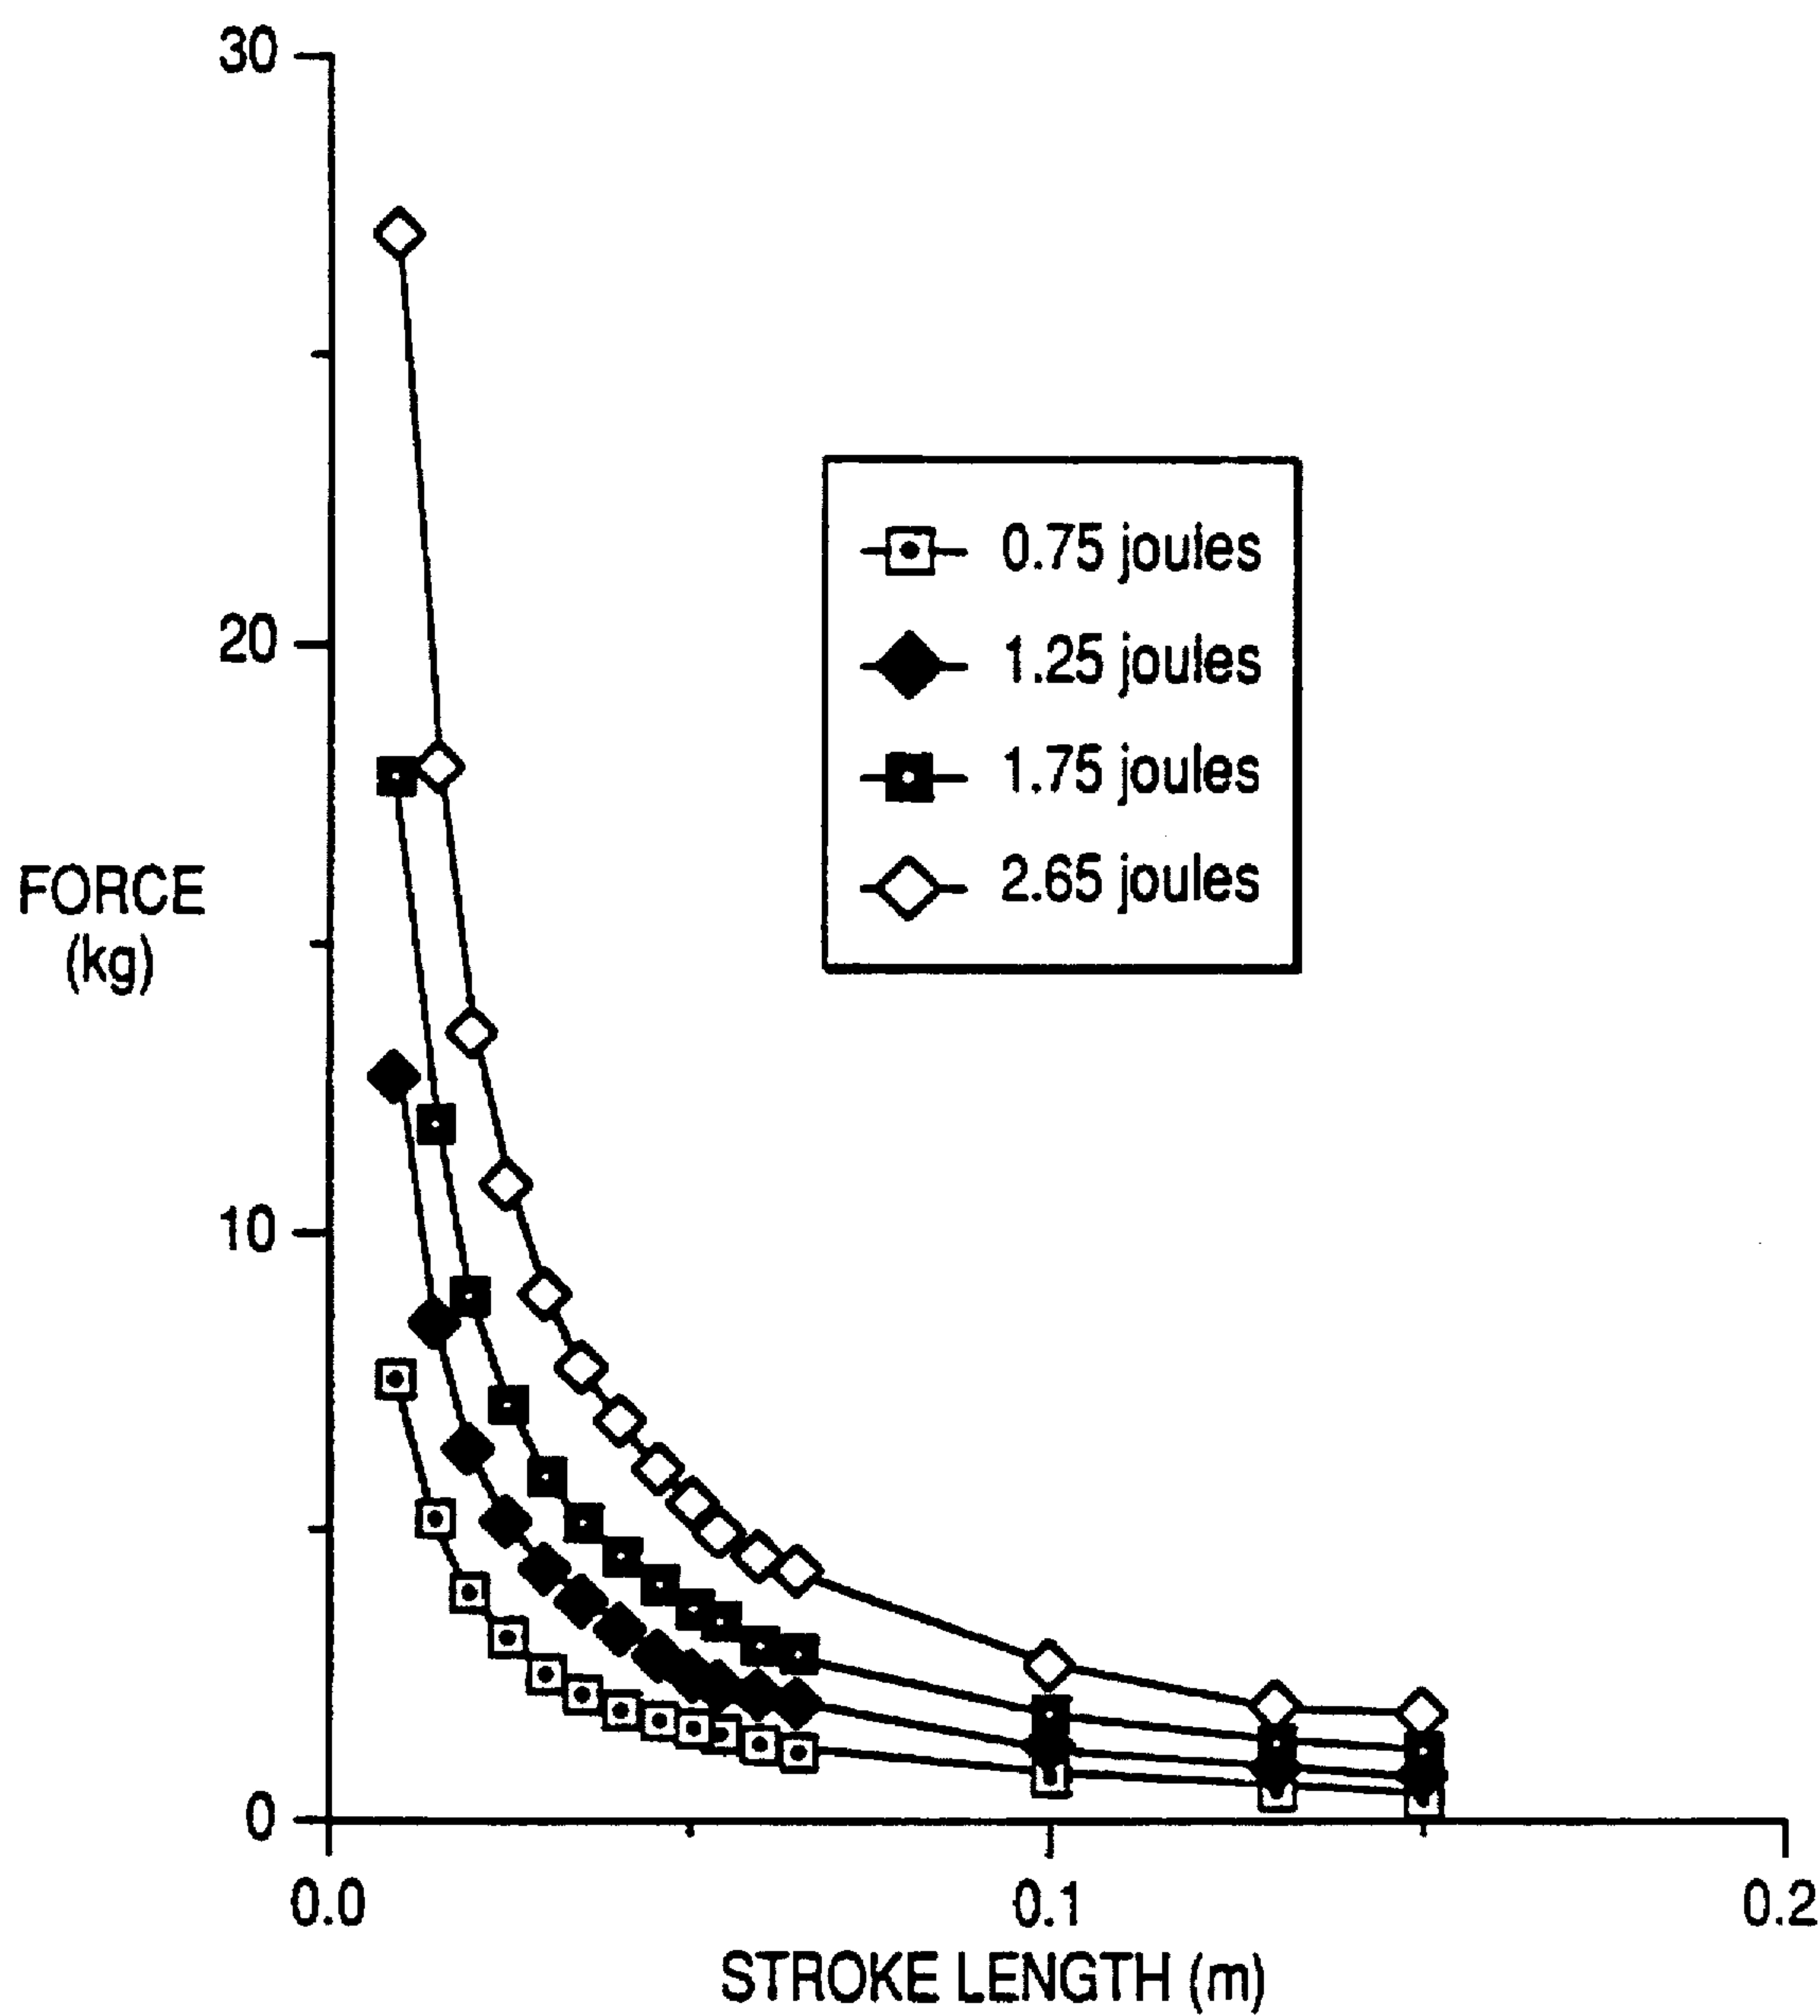 30
20
10
0
FORCE
(kg)
0.75 joules
1.25 joules
1.75 joules
2.65 joules
0.0
0.1
0.2
STROKE LENGTH (m)